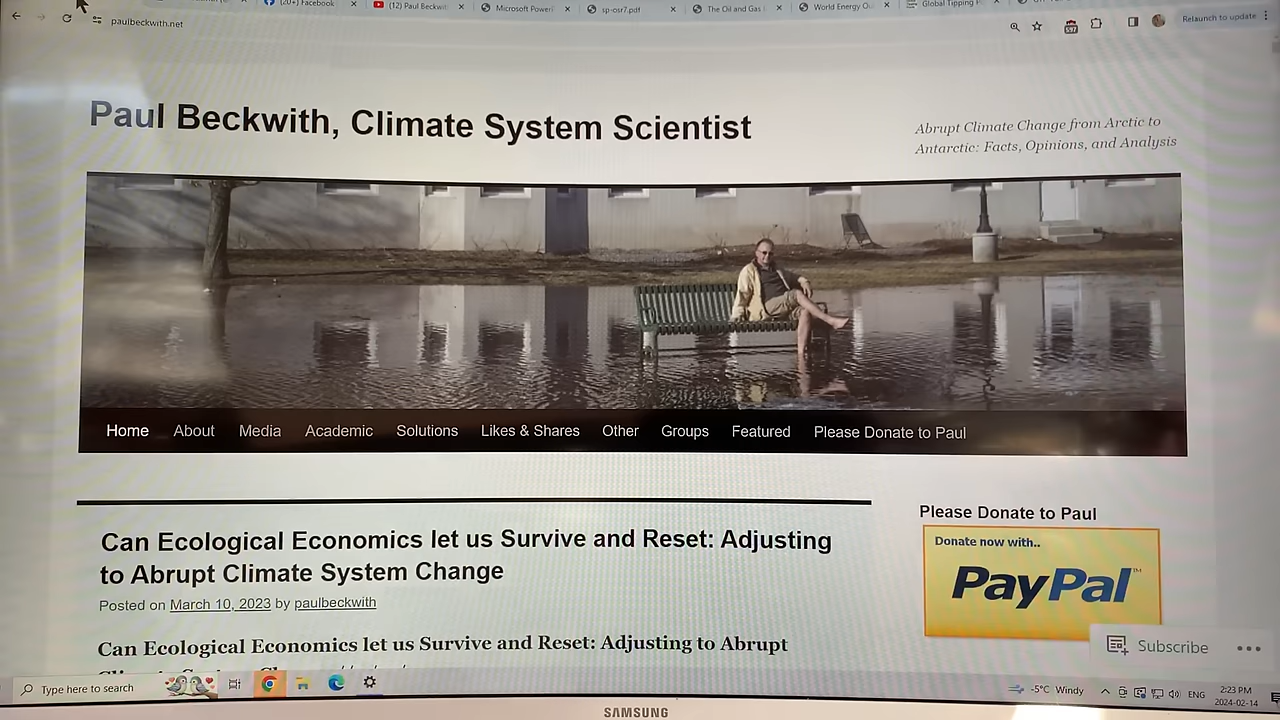 (20+) Facebook
(12) Paul Beckwit
Microsoft Power
sp-osr7.pdf
The Oil and Gas
World Energy Ou
Global Tipping
paulbeckwith.net
597
Relaunch to update
Paul Beckwith, Climate System Scientist
Abrupt Climate Change from Arctic to
Antarctic: Facts, Opinions, and Analysis
Home About Media Academic Solutions Likes & Shares Other Groups Featured Please Donate to Paul
Can Ecological Economics let us Survive and Reset: Adjusting
to Abrupt Climate System Change
Posted on March 10, 2023 by paulbeckwith
Can Ecological Economics let us Survive and Reset: Adjusting to Abrupt
Please Donate to Paul
Donate now with..
PayPal™
Subscribe
Type here to search
-5°C Windy
ENG
2:23 PM
2024-02-14
SAMSUNG